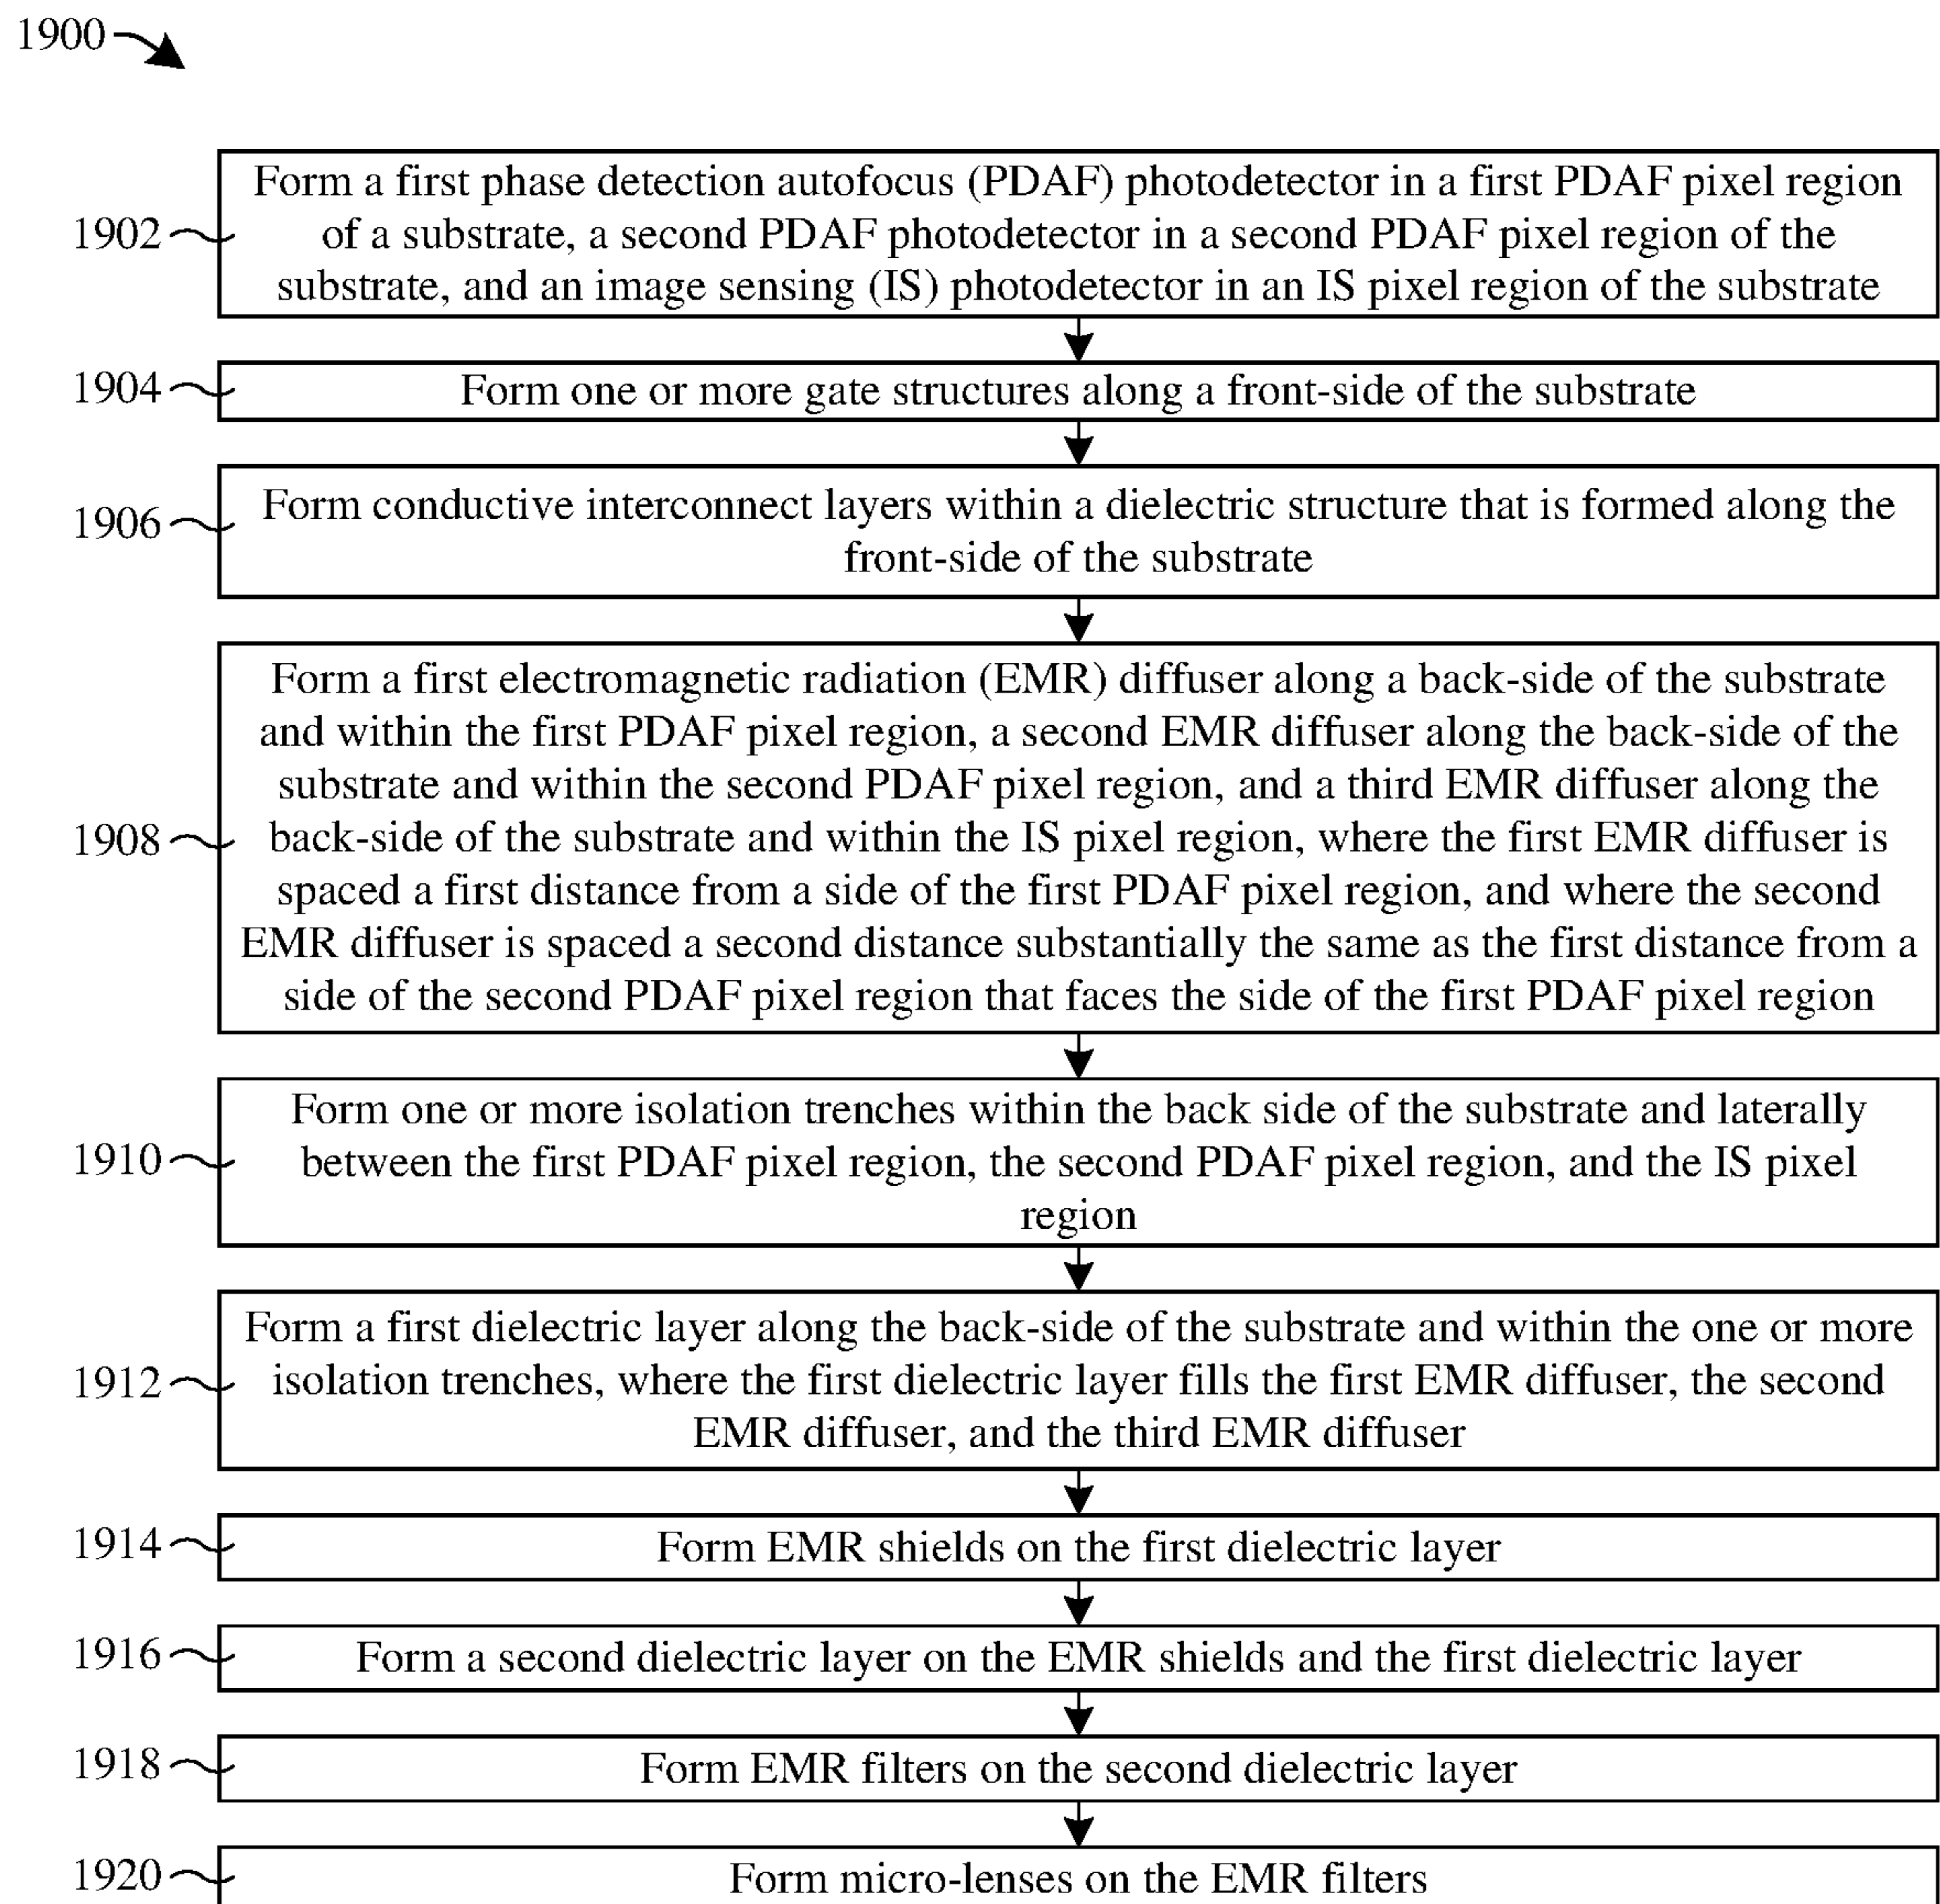 1900
1902
Form a first phase detection autofocus (PDAF) photodetector in a first PDAF pixel region
of a substrate, a second PDAF photodetector in a second PDAF pixel region of the
substrate, and an image sensing (IS) photodetector in an IS pixel region of the substrate
1904
Form one or more gate structures along a front-side of the substrate
1906
Form conductive interconnect layers within a dielectric structure that is formed along the
front-side of the substrate
1908
Form a first electromagnetic radiation (EMR) diffuser along a back-side of the substrate
and within the first PDAF pixel region, a second EMR diffuser along the back-side of the
substrate and within the second PDAF pixel region, and a third EMR diffuser along the
back-side of the substrate and within the IS pixel region, where the first EMR diffuser is
spaced a first distance from a side of the first PDAF pixel region, and where the second
EMR diffuser is spaced a second distance substantially the same as the first distance from a
side of the second PDAF pixel region that faces the side of the first PDAF pixel region
1910
Form one or more isolation trenches within the back side of the substrate and laterally
between the first PDAF pixel region, the second PDAF pixel region, and the IS pixel
region
1912
Form a first dielectric layer along the back-side of the substrate and within the one or more
isolation trenches, where the first dielectric layer fills the first EMR diffuser, the second
EMR diffuser, and the third EMR diffuser
1914
Form EMR shields on the first dielectric layer
1916
Form a second dielectric layer on the EMR shields and the first dielectric layer
1918
Form EMR filters on the second dielectric layer
1920
Form micro-lenses on the EMR filters